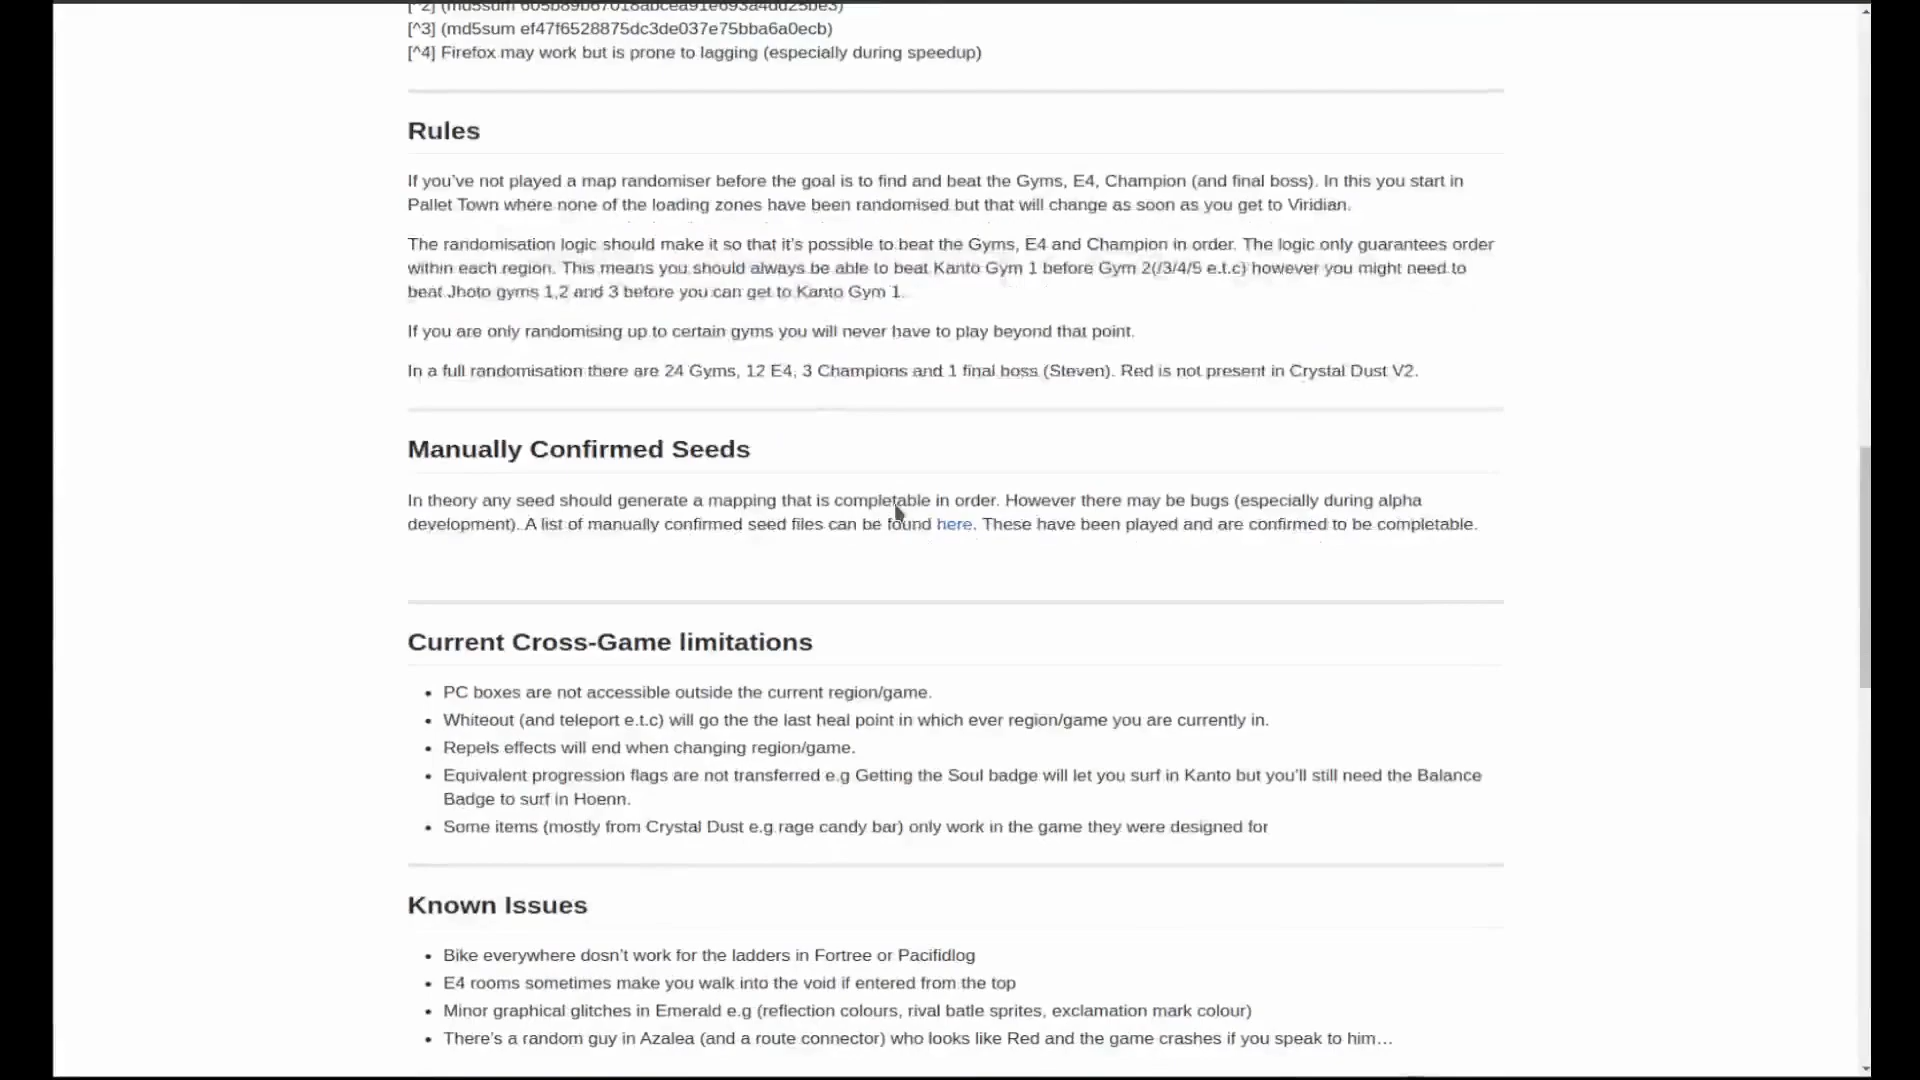 [^2] (md5sum 605b89b67018abcea91e693a4dd25be3)
[^3] (md5sum ef47f6528875dc3de037e75bba6a0ecb)
[^4] Firefox may work but is prone to lagging (especially during speedup)
Rules
If you’ve not played a map randomiser before the goal is to find and beat the Gyms, E4, Champion (and final boss). In this you start in
Pallet Town where none of the loading zones have been randomised but that will change as soon as you get to Viridian.
The randomisation logic should make it so that it’s possible to beat the Gyms, E4 and Champion in order. The logic only guarantees order
within each region. This means you should always be able to beat Kanto Gym 1 before Gym 2(/3/4/5 e.t.c) however you might need to
beat Jhoto gyms 1,2 and 3 before you can get to Kanto Gym 1.
If you are only randomising up to certain gyms you will never have to play beyond that point.
In a full randomisation there are 24 Gyms, 12 E4, 3 Champions and 1 final boss (Steven). Red is not present in Crystal Dust V2.
Manually Confirmed Seeds
In theory any seed should generate a mapping that is completable in order. However there may be bugs (especially during alpha
development). A list of manually confirmed seed files can be found here. These have been played and are confirmed to be completable.
Current Cross-Game limitations
• PC boxes are not accessible outside the current region/game.
• Whiteout (and teleport e.t.c) will go the the last heal point in which ever region/game you are currently in.
• Repels effects will end when changing region/game.
• Equivalent progression flags are not transferred e.g Getting the Soul badge will let you surf in Kanto but you’ll still need the Balance
Badge to surf in Hoenn.
• Some items (mostly from Crystal Dust e.g rage candy bar) only work in the game they were designed for
Known Issues
• Bike everywhere dosn’t work for the ladders in Fortree or Pacifidlog
• E4 rooms sometimes make you walk into the void if entered from the top
• Minor graphical glitches in Emerald e.g (reflection colours, rival batle sprites, exclamation mark colour)
• There’s a random guy in Azalea (and a route connector) who looks like Red and the game crashes if you speak to him…